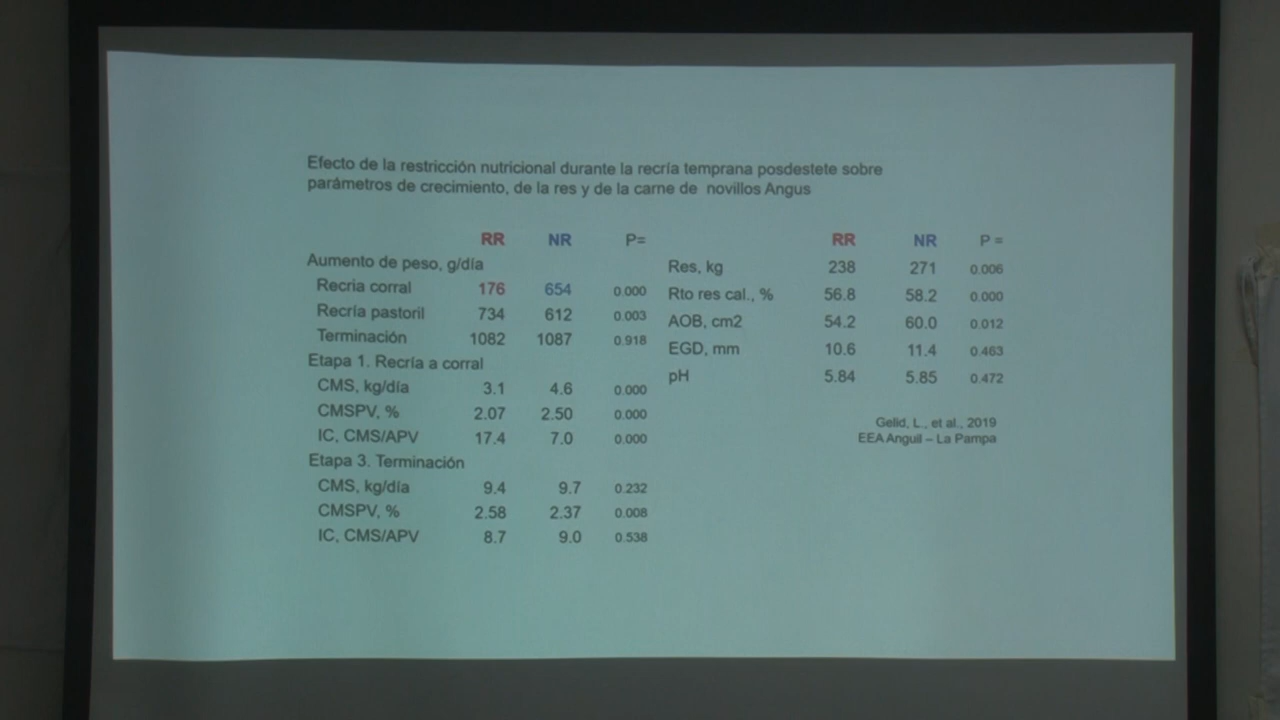 Efecto de la restricción nutricional durante la recría temprana posdestete sobre
parámetros de crecimiento, de la res y de la carne de novillos Angus
RR NR P=
Aumento de peso, g/día
Recria corral 176 654 0.000
Recría pastoril 734 612 0.003
Terminación 1082 1087 0.918
Etapa 1. Recría a corral
CMS, kg/día 3.1 4.6 0.000
CMSPV, % 2.07 2.50 0.000
IC, CMS/APV 17.4 7.0 0.000
Etapa 3. Terminación
CMS, kg/día 9.4 9.7 0.232
CMSPV, % 2.58 2.37 0.008
IC, CMS/APV 8.7 9.0 0.538
RR NR P =
Res, kg 238 271 0.006
Rto res cal., % 56.8 58.2 0.000
AOB, cm2 54.2 60.0 0.012
EGD, mm 10.6 11.4 0.463
pH 5.84 5.85 0.472
Gelid, L., et al., 2019
EEA Anguil – La Pampa